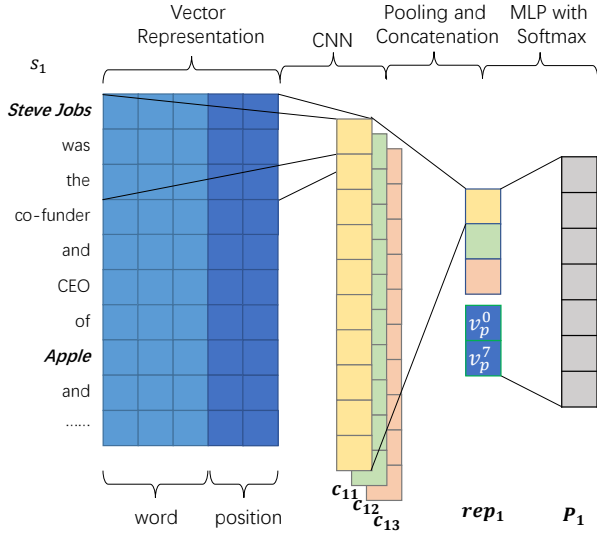 Vector
Representation
CNN
Pooling and
Concatenation
MLP with
Softmax
s₁
Steve Jobs
was
the
co-funder
and
CEO
of
Apple
and
......
word
position
c₁₁
c₁₂
c₁₃
v_p^0
v_p^7
rep₁
P₁